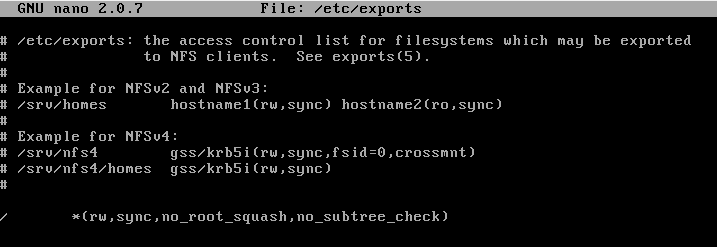 GNU nano 2.0.7 File: /etc/exports
# /etc/exports: the access control list for filesystems which may be exported
# to NFS clients. See exports(5).
#
# Example for NFSv2 and NFSv3:
# /srv/homes hostname1(rw,sync) hostname2(ro,sync)
#
# Example for NFSv4:
# /srv/nfs4 gss/krb5i(rw,sync,fsid=0,crossmnt)
# /srv/nfs4/homes gss/krb5i(rw,sync)
#
/ *(rw,sync,no_root_squash,no_subtree_check)